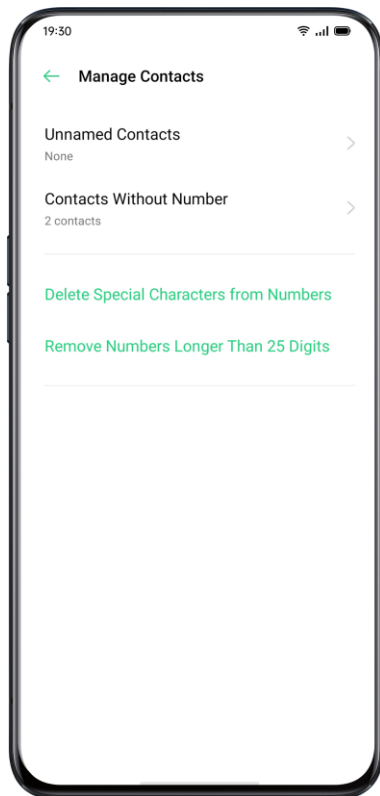 19:30
Manage Contacts
Unnamed Contacts
None
Contacts Without Number
2 contacts
Delete Special Characters from Numbers
Remove Numbers Longer Than 25 Digits